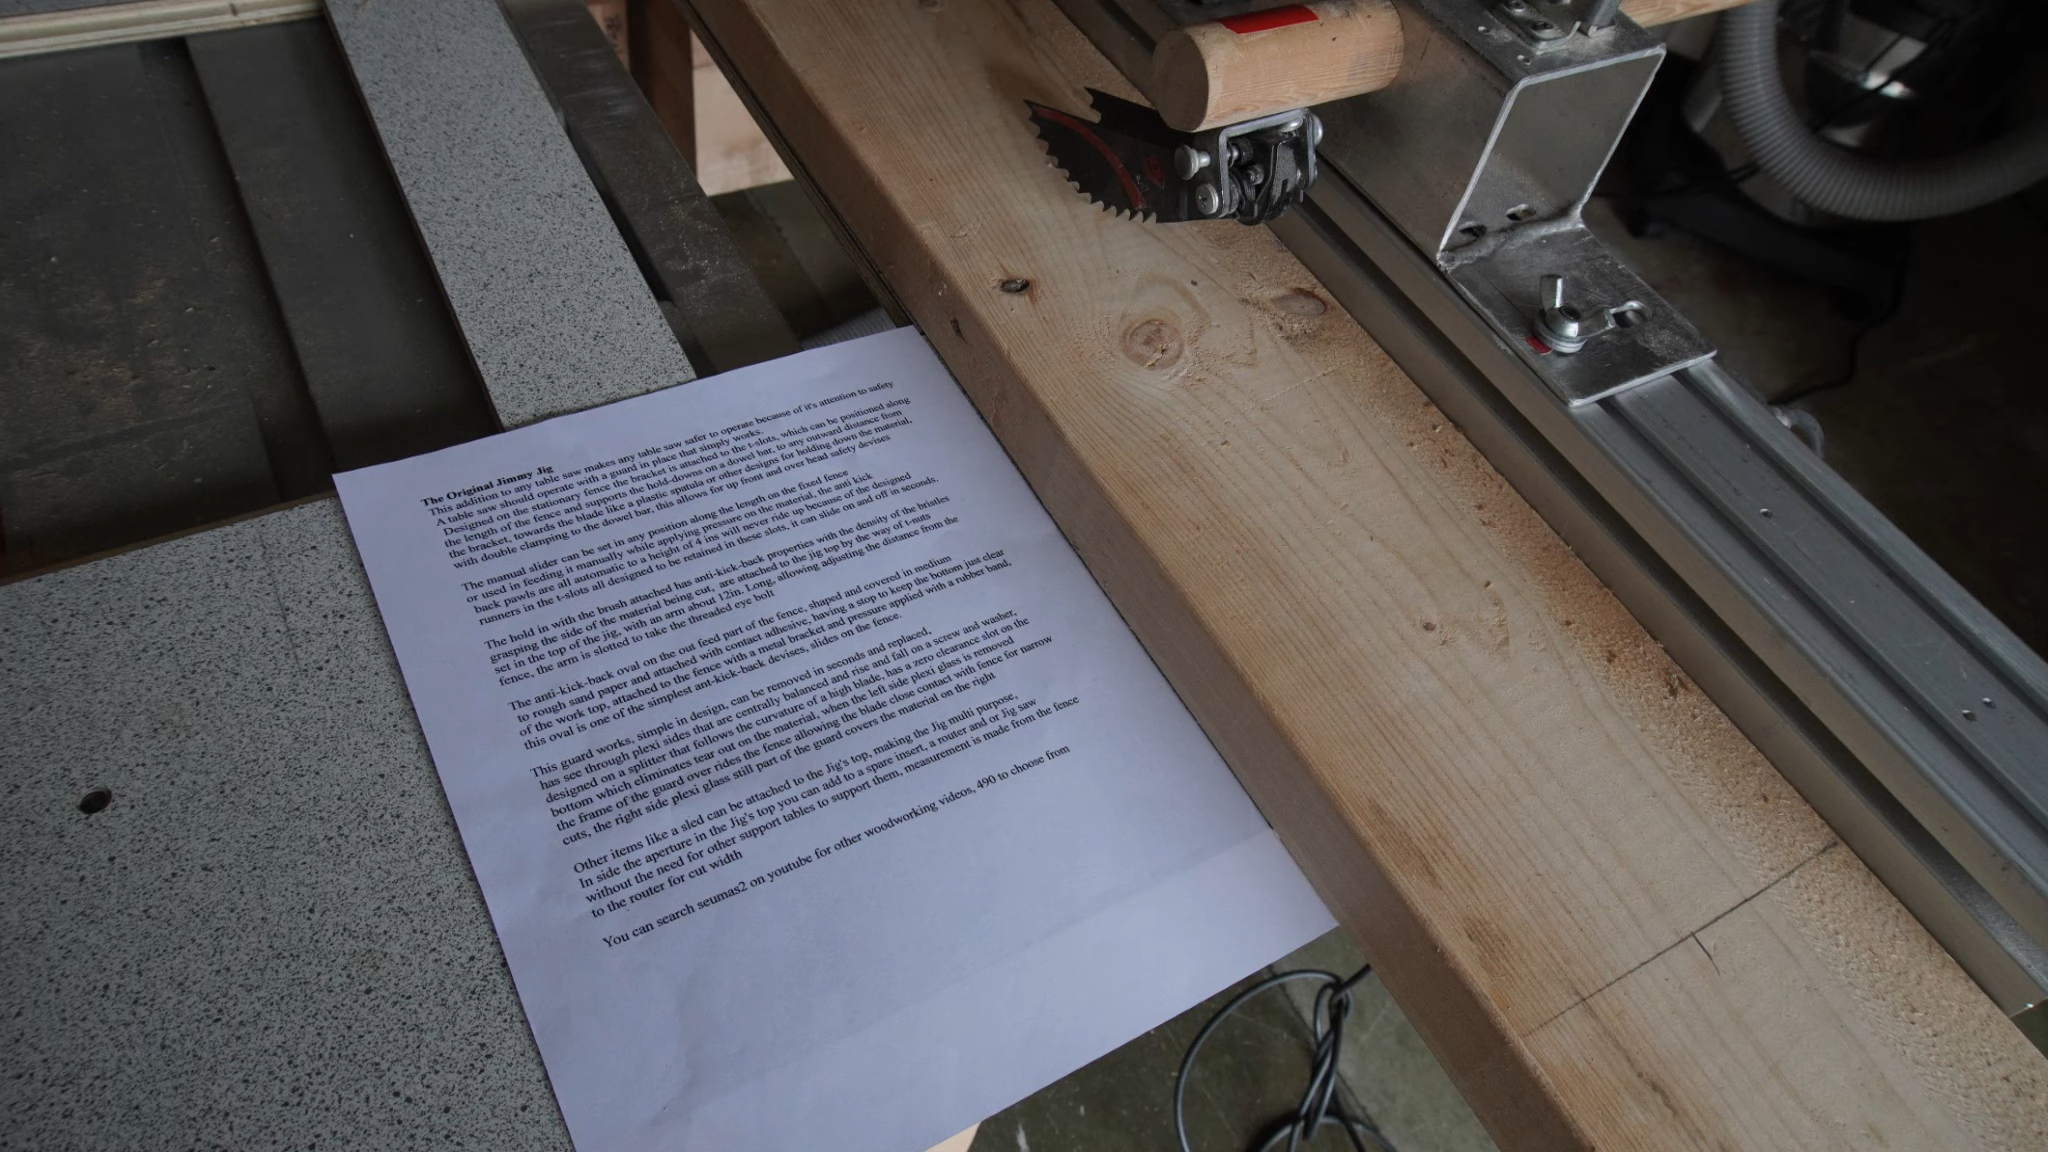 The Original Jimmy Jig
This addition to any table saw makes any table saw safer to operate because of it's attention to safety
A table saw should operate with a guard in place that simply works.
Designed on the stationary fence the bracket is attached to the t-slots, which can be positioned along
the length of the fence and supports the hold-downs on a dowel bar, to any outward distance from
the bracket, towards the blade like a plastic spatula or other designs for holding down the material,
with double clamping to the dowel bar, this allows for up front and over head safety devises
The manual slider can be set in any position along the length on the fixed fence
or used in feeding it manually while applying pressure on the material, the anti kick
back pawls are all automatic to a height of 4 ins will never ride up because of the designed
runners in the t-slots all designed to be retained in these slots, it can slide on and off in seconds.
The hold in with the brush attached has anti-kick-back properties with the density of the bristles
grasping the side of the material being cut, are attached to the jig top by the way of t-nuts
set in the top of the jig, with an arm about 12in. Long, allowing adjusting the distance from the
fence, the arm is slotted to take the threaded eye bolt
The anti-kick-back oval on the out feed part of the fence, shaped and covered in medium
to rough sand paper and attached with contact adhesive, having a stop to keep the bottom just clear
of the work top, attached to the fence with a metal bracket and pressure applied with a rubber band,
this oval is one of the simplest ant-kick-back devises, slides on the fence.
This guard works, simple in design, can be removed in seconds and replaced,
has see through plexi sides that are centrally balanced and rise and fall on a screw and washer,
designed on a splitter that follows the curvature of a high blade, has a zero clearance slot on the
bottom which eliminates tear out on the material, when the left side plexi glass is removed
the frame of the guard over rides the fence allowing the blade close contact with fence for narrow
cuts, the right side plexi glass still part of the guard covers the material on the right
Other items like a sled can be attached to the Jig's top, making the Jig multi purpose,
In side the aperture in the Jig's top you can add to a spare insert, a router and or Jig saw
without the need for other support tables to support them, measurement is made from the fence
to the router for cut width
You can search seumas2 on youtube for other woodworking videos, 490 to choose from